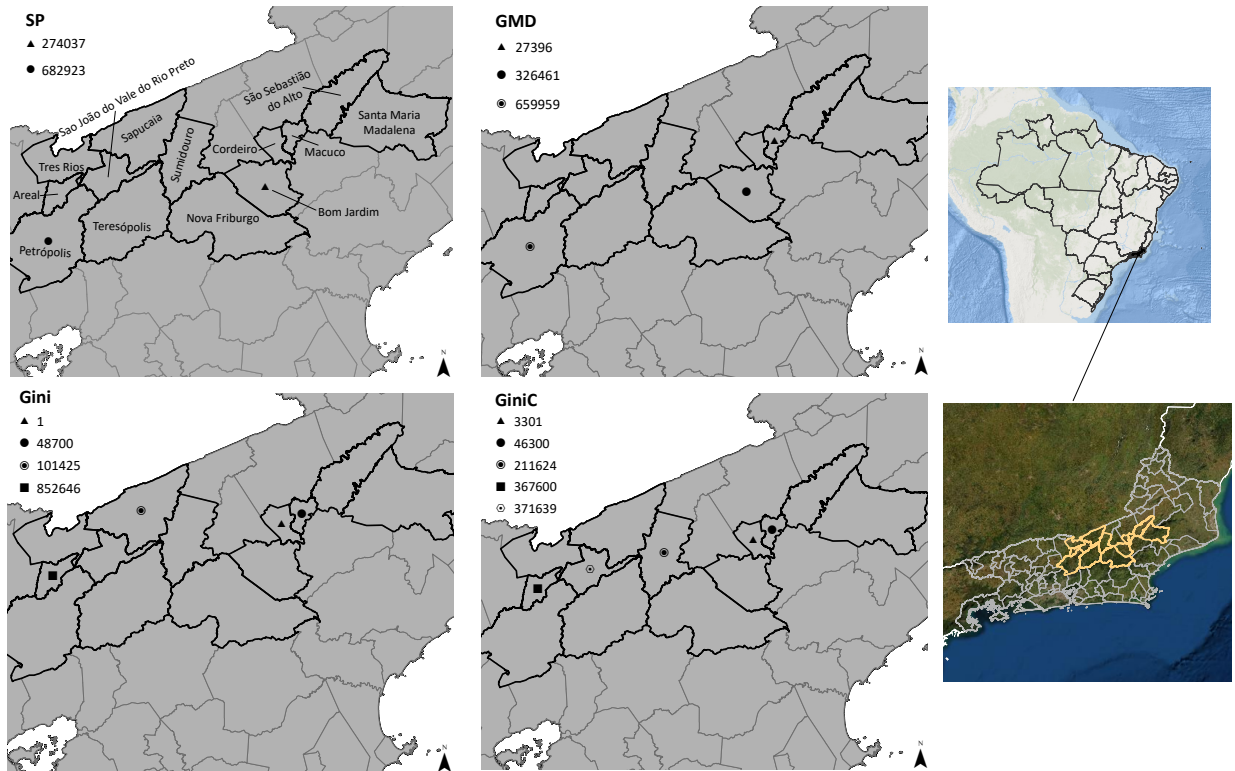 SP
274037
682923
Sao João do Vale do Rio Preto
Sapucaia
São Sebastião
do Alto
Santa Maria
Madalena
Tres Rios
Sumidouro
Cordeiro
Macuco
Areal
Bom Jardim
Nova Friburgo
Teresópolis
Petrópolis
N
GMD
27396
326461
659959
N
Gini
1
48700
101425
852646
N
GiniC
3301
46300
211624
367600
371639
N